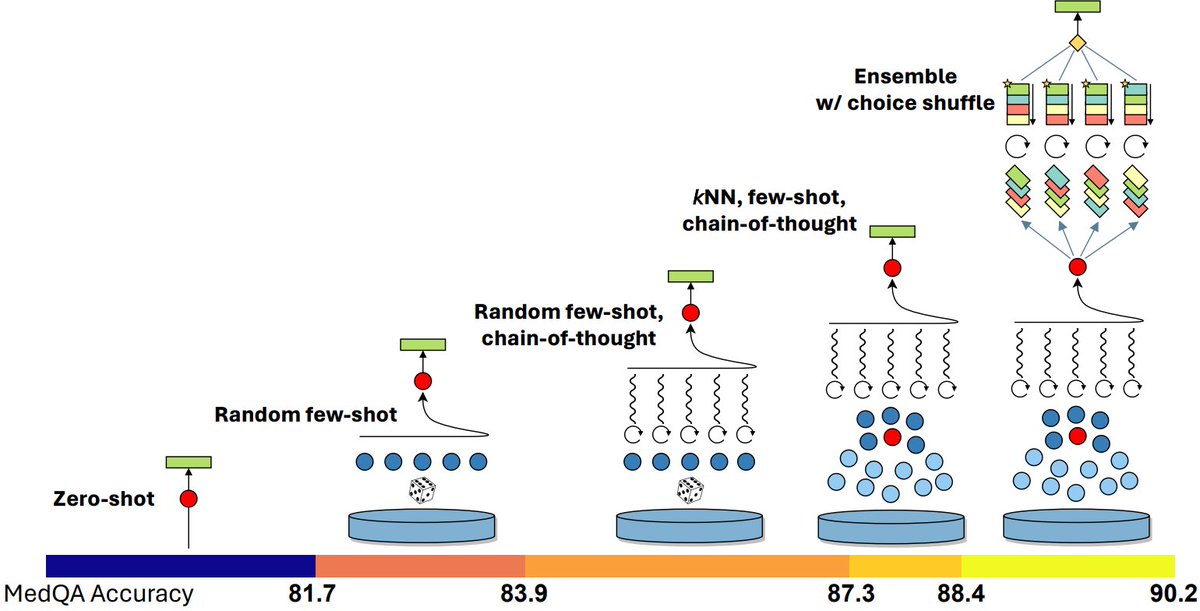 Ensemble
w/ choice shuffle
kNN, few-shot,
chain-of-thought
Random few-shot,
chain-of-thought
Random few-shot
Zero-shot
MedQA Accuracy 81.7 83.9 87.3 88.4 90.2